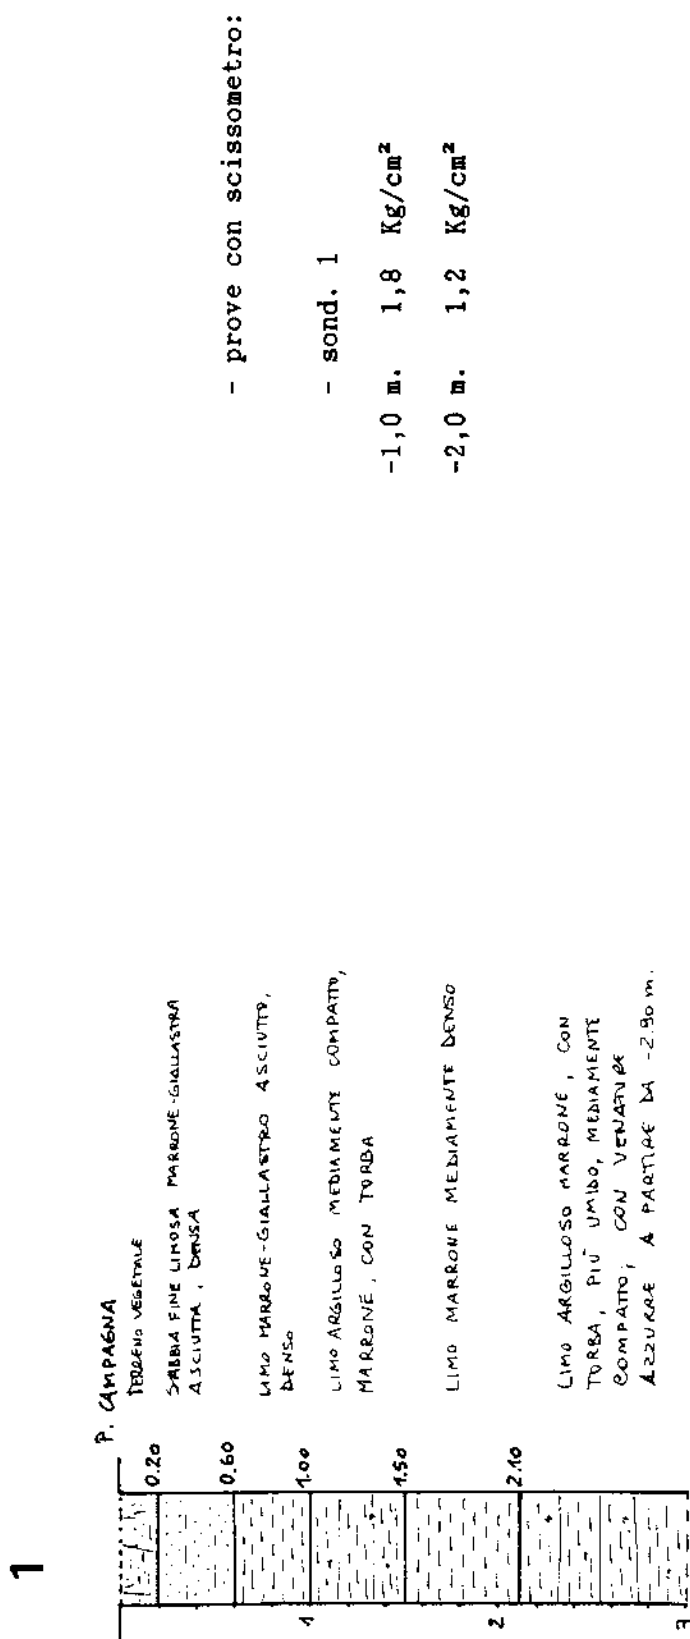 1
P. CAMPAGNA
TERRENO VEGETALE
0.20
SABBIA FINE LIMOSA MARRONE-GIALLASTRA
ASCIUTTA, DENSA
0.60
LIMO MARRONE-GIALLASTRO ASCIUTTO,
DENSO
1.00
1
LIMO ARGILLOSO MEDIAMENTE COMPATTO,
MARRONE, CON TORBA
1.50
LIMO MARRONE MEDIAMENTE DENSO
2
2.10
LIMO ARGILLOSO MARRONE, CON
TORBA, PIÙ UMIDO, MEDIAMENTE
COMPATTO, CON VENATURE
AZZURRE A PARTIRE DA -2.90 m.
3
- prove con scissometro:
- sond. 1
-1,0 m. 1,8 Kg/cm²
-2,0 m. 1,2 Kg/cm²